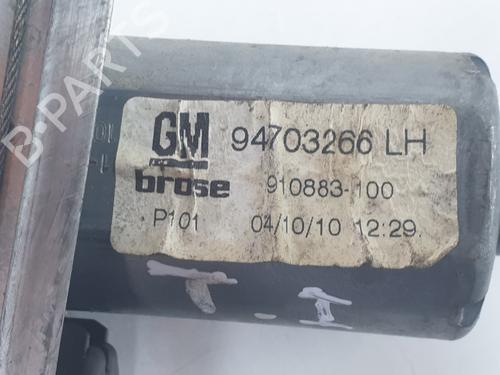 GM 94703266 LH
brose 910883-100
P101 04/10/10 12:29.
T - I
B-PARTS